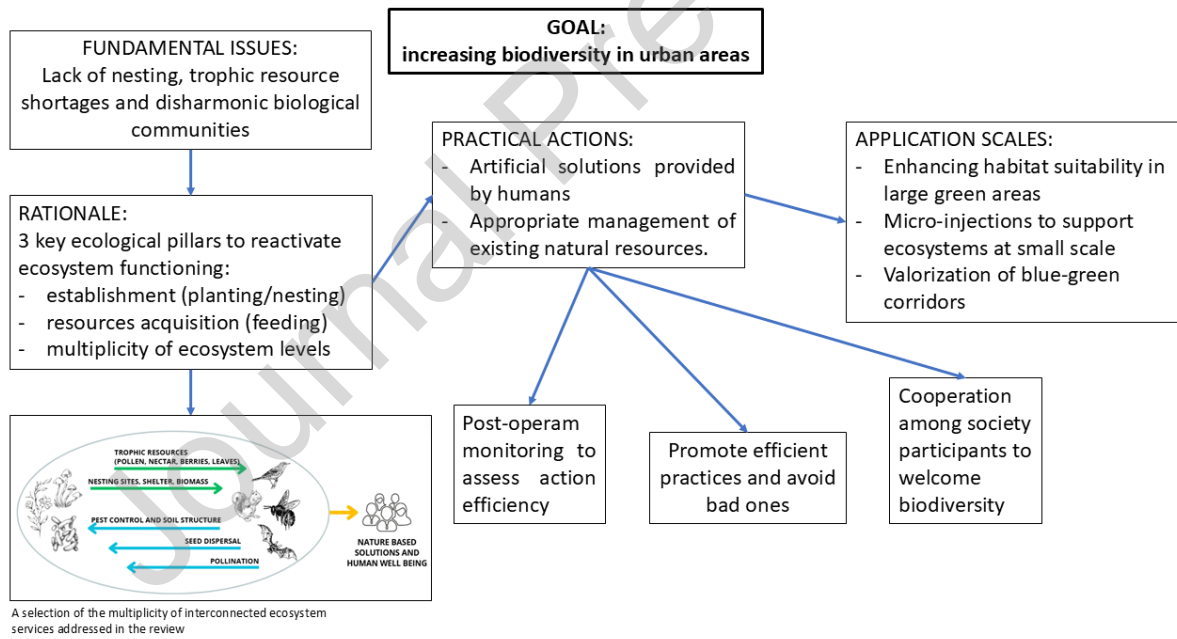 GOAL:
increasing biodiversity in urban areas
FUNDAMENTAL ISSUES:
Lack of nesting, trophic resource
shortages and disharmonic biological
communities
RATIONALE:
3 key ecological pillars to reactivate
ecosystem functioning:
- establishment (planting/nesting)
- resources acquisition (feeding)
- multiplicity of ecosystem levels
PRACTICAL ACTIONS:
- Artificial solutions provided
by humans
- Appropriate management of
existing natural resources.
APPLICATION SCALES:
- Enhancing habitat suitability in
large green areas
- Micro-injections to support
ecosystems at small scale
- Valorization of blue-green
corridors
Post-operam
monitoring to
assess action
efficiency
Promote efficient
practices and avoid
bad ones
Cooperation
among society
participants to
welcome
biodiversity
TROPHIC RESOURCES
(POLLEN, NECTAR, BERRIES, LEAVES)
NESTING SITES, SHELTER, BIOMASS
PEST CONTROL AND SOIL STRUCTURE
SEED DISPERSAL
POLLINATION
NATURE BASED
SOLUTIONS AND
HUMAN WELL BEING
A selection of the multiplicity of interconnected ecosystem
services addressed in the review
Journal Pre